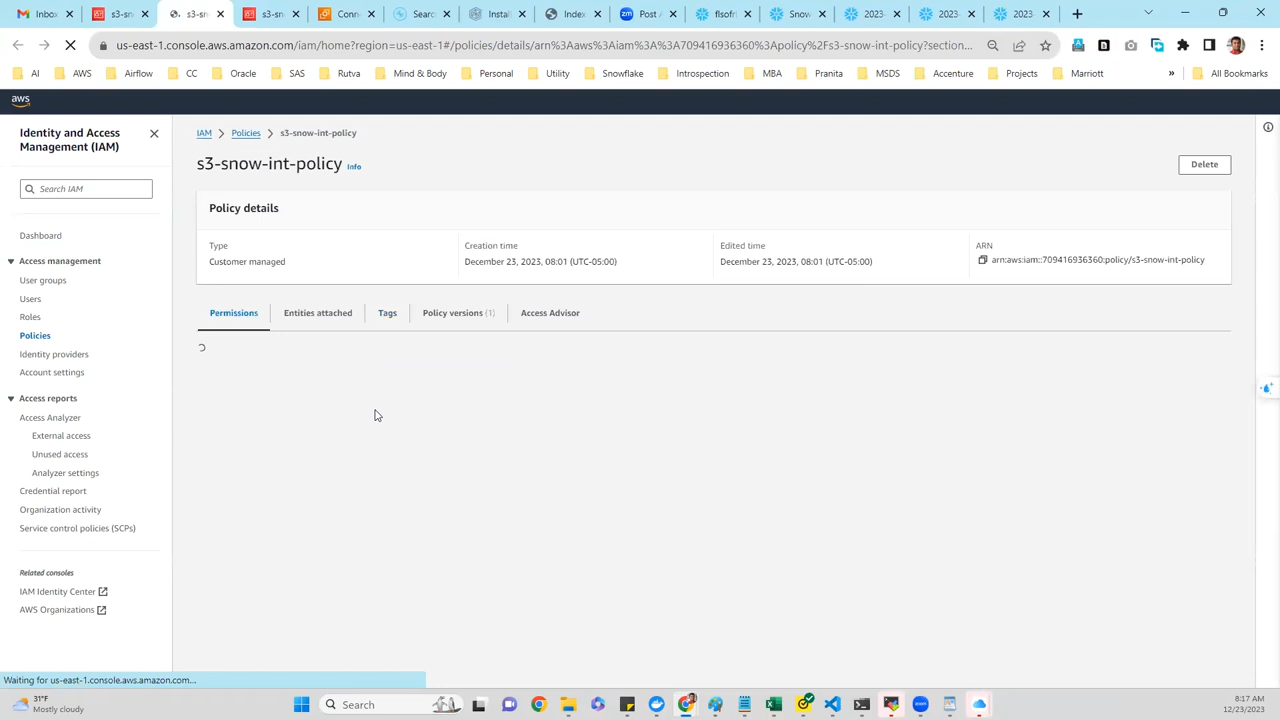 Inbox
s3-sn
s3-sn
s3-sn
Conn
Searc
Instal
Index
Post A
flsofri
Snow
2023-
2023-
2023
us-east-1.console.aws.amazon.com/iam/home?region=us-east-1#/policies/details/arn%3Aaws%3Aiam%3A%3A709416936360%3Apolicy%2Fs3-snow-int-policy?section...
AI
AWS
Airflow
CC
Oracle
SAS
Rutva
Mind & Body
Personal
Utility
Snowflake
Introspection
MBA
Pranita
MSDS
Accenture
Projects
Marriott
»
All Bookmarks
aws
Identity and Access
Management (IAM)
Search IAM
Dashboard
Access management
User groups
Users
Roles
Policies
Identity providers
Account settings
Access reports
Access Analyzer
External access
Unused access
Analyzer settings
Credential report
Organization activity
Service control policies (SCPs)
Related consoles
IAM Identity Center
AWS Organizations
IAM > Policies > s3-snow-int-policy
s3-snow-int-policy Info
Delete
Policy details
Type
Customer managed
Creation time
December 23, 2023, 08:01 (UTC-05:00)
Edited time
December 23, 2023, 08:01 (UTC-05:00)
ARN
arn:aws:iam::709416936360:policy/s3-snow-int-policy
Permissions
Entities attached
Tags
Policy versions (1)
Access Advisor
Waiting for us-east-1.console.aws.amazon.com...
31°F
Mostly cloudy
Search
8:17 AM
12/23/2023